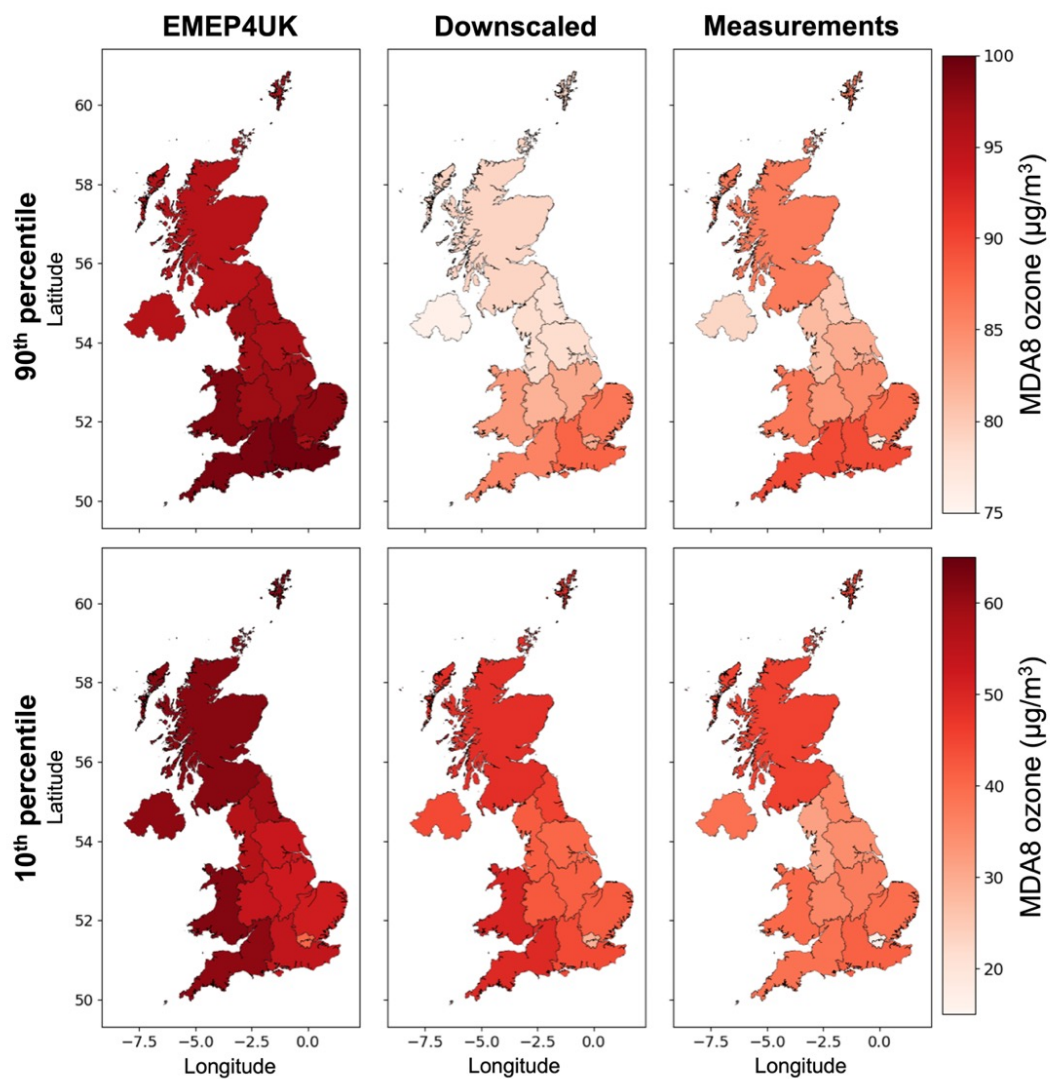 EMEP4UK Downscaled Measurements
90th percentile
Latitude
60
58
56
54
52
50
100
95
90
85
80
75
MDA8 ozone (µg/m³)
10th percentile
Latitude
60
58
56
54
52
50
60
50
40
30
20
MDA8 ozone (µg/m³)
−7.5 −5.0 −2.5 0.0 −7.5 −5.0 −2.5 0.0 −7.5 −5.0 −2.5 0.0
Longitude Longitude Longitude